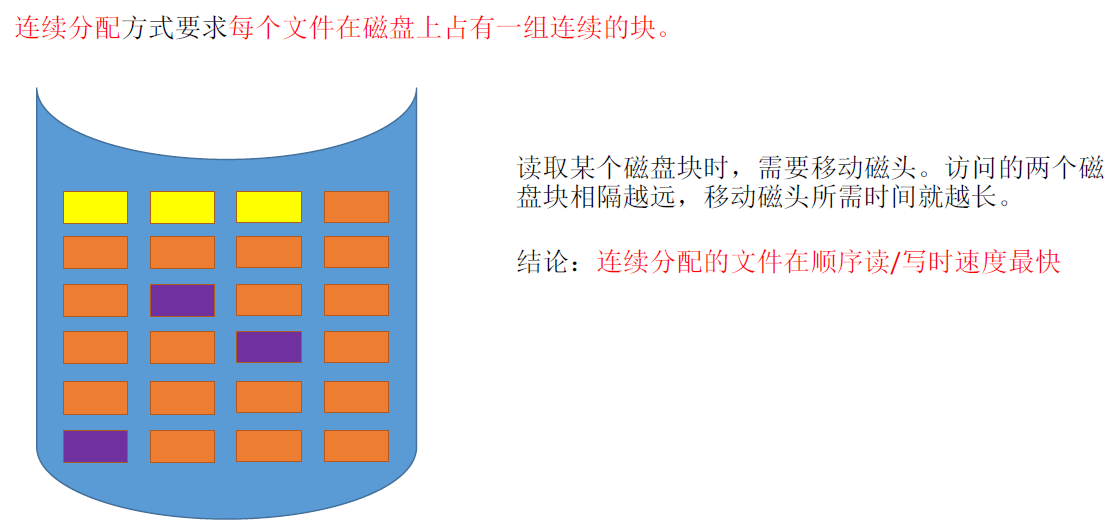 连续分配方式要求每个文件在磁盘上占有一组连续的块。
读取某个磁盘块时，需要移动磁头。访问的两个磁
盘块相隔越远，移动磁头所需时间就越长。
结论：连续分配的文件在顺序读/写时速度最快